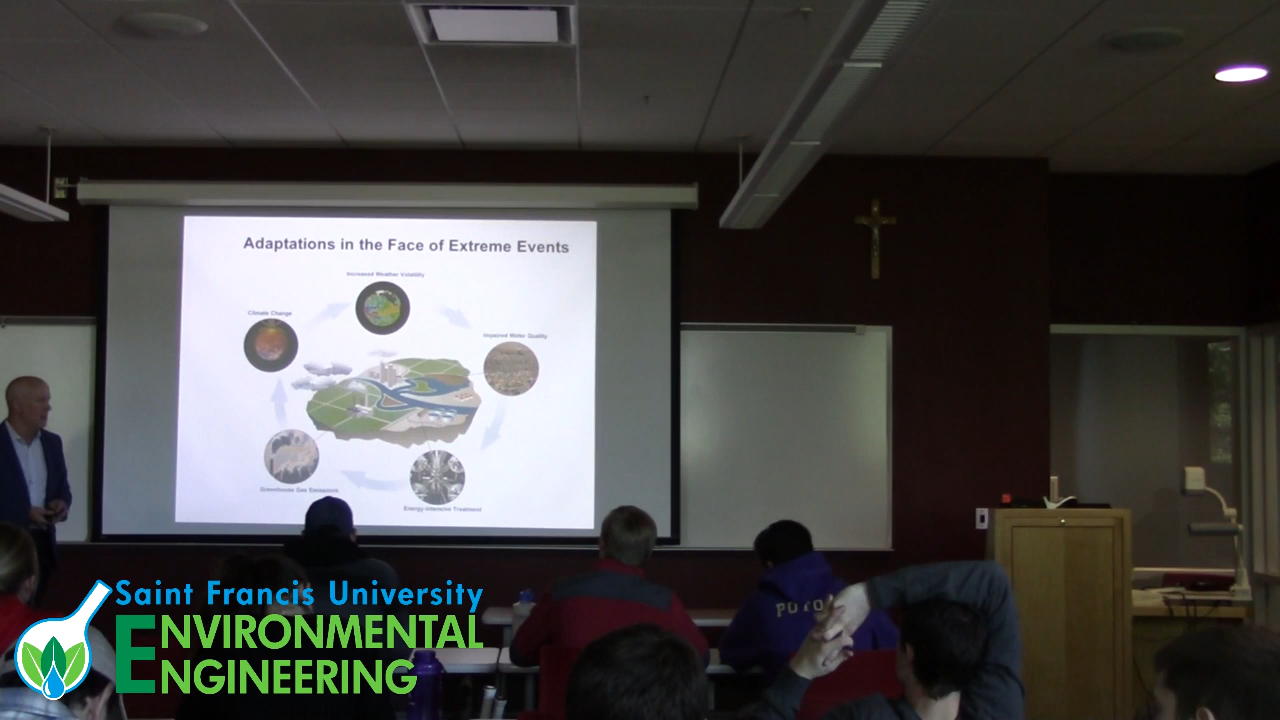 Adaptations in the Face of Extreme Events
Increased Weather Volatility
Climate Change
Impaired Water Quality
Greenhouse Gas Emissions
Energy-Intensive Treatment
Saint Francis University
ENVIRONMENTAL
ENGINEERING